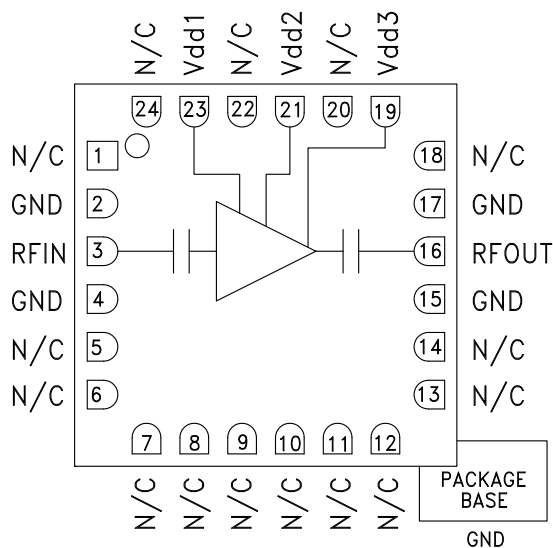 N/C
Vdd1
N/C
Vdd2
N/C
Vdd3
24
23
22
21
20
19
N/C 1
18 N/C
GND 2
17 GND
RFIN 3
16 RFOUT
GND 4
15 GND
N/C 5
14 N/C
N/C 6
13 N/C
7
8
9
10
11
12
N/C
N/C
N/C
N/C
N/C
N/C
PACKAGE
BASE
GND